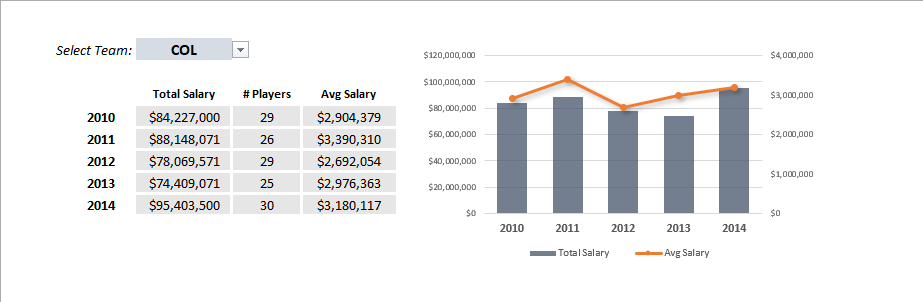 Select Team: COL
Total Salary # Players Avg Salary
2010 $84,227,000 29 $2,904,379
2011 $88,148,071 26 $3,390,310
2012 $78,069,571 29 $2,692,054
2013 $74,409,071 25 $2,976,363
2014 $95,403,500 30 $3,180,117
$120,000,000 $4,000,000
$100,000,000
$3,000,000
$80,000,000
$60,000,000 $2,000,000
$40,000,000
$1,000,000
$20,000,000
$0 $0
2010 2011 2012 2013 2014
Total Salary Avg Salary